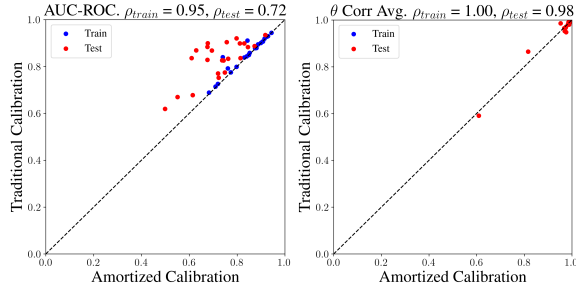 AUC-ROC. ρtrain = 0.95, ρtest = 0.72
1.0
0.8
0.6
0.4
0.2
0.0
Traditional Calibration
Train
Test
0.0 0.2 0.4 0.6 0.8 1.0
Amortized Calibration
θ Corr Avg. ρtrain = 1.00, ρtest = 0.98
1.0
0.8
0.6
0.4
0.2
0.0
Traditional Calibration
Train
Test
0.0 0.2 0.4 0.6 0.8 1.0
Amortized Calibration